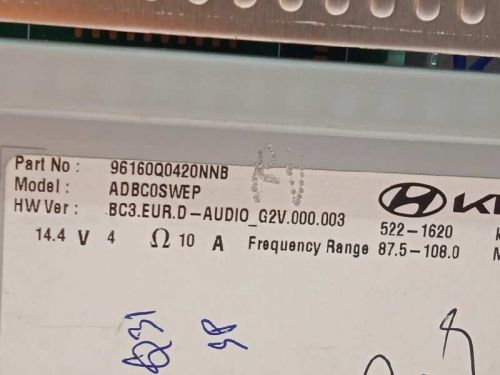 Part No : 96160Q0420NNB
Model : ADBC0SWEP
HW Ver : BC3.EUR.D-AUDIO_G2V.000.003
14.4 V 4 Ω 10 A Frequency Range 87.5-108.0
522-1620